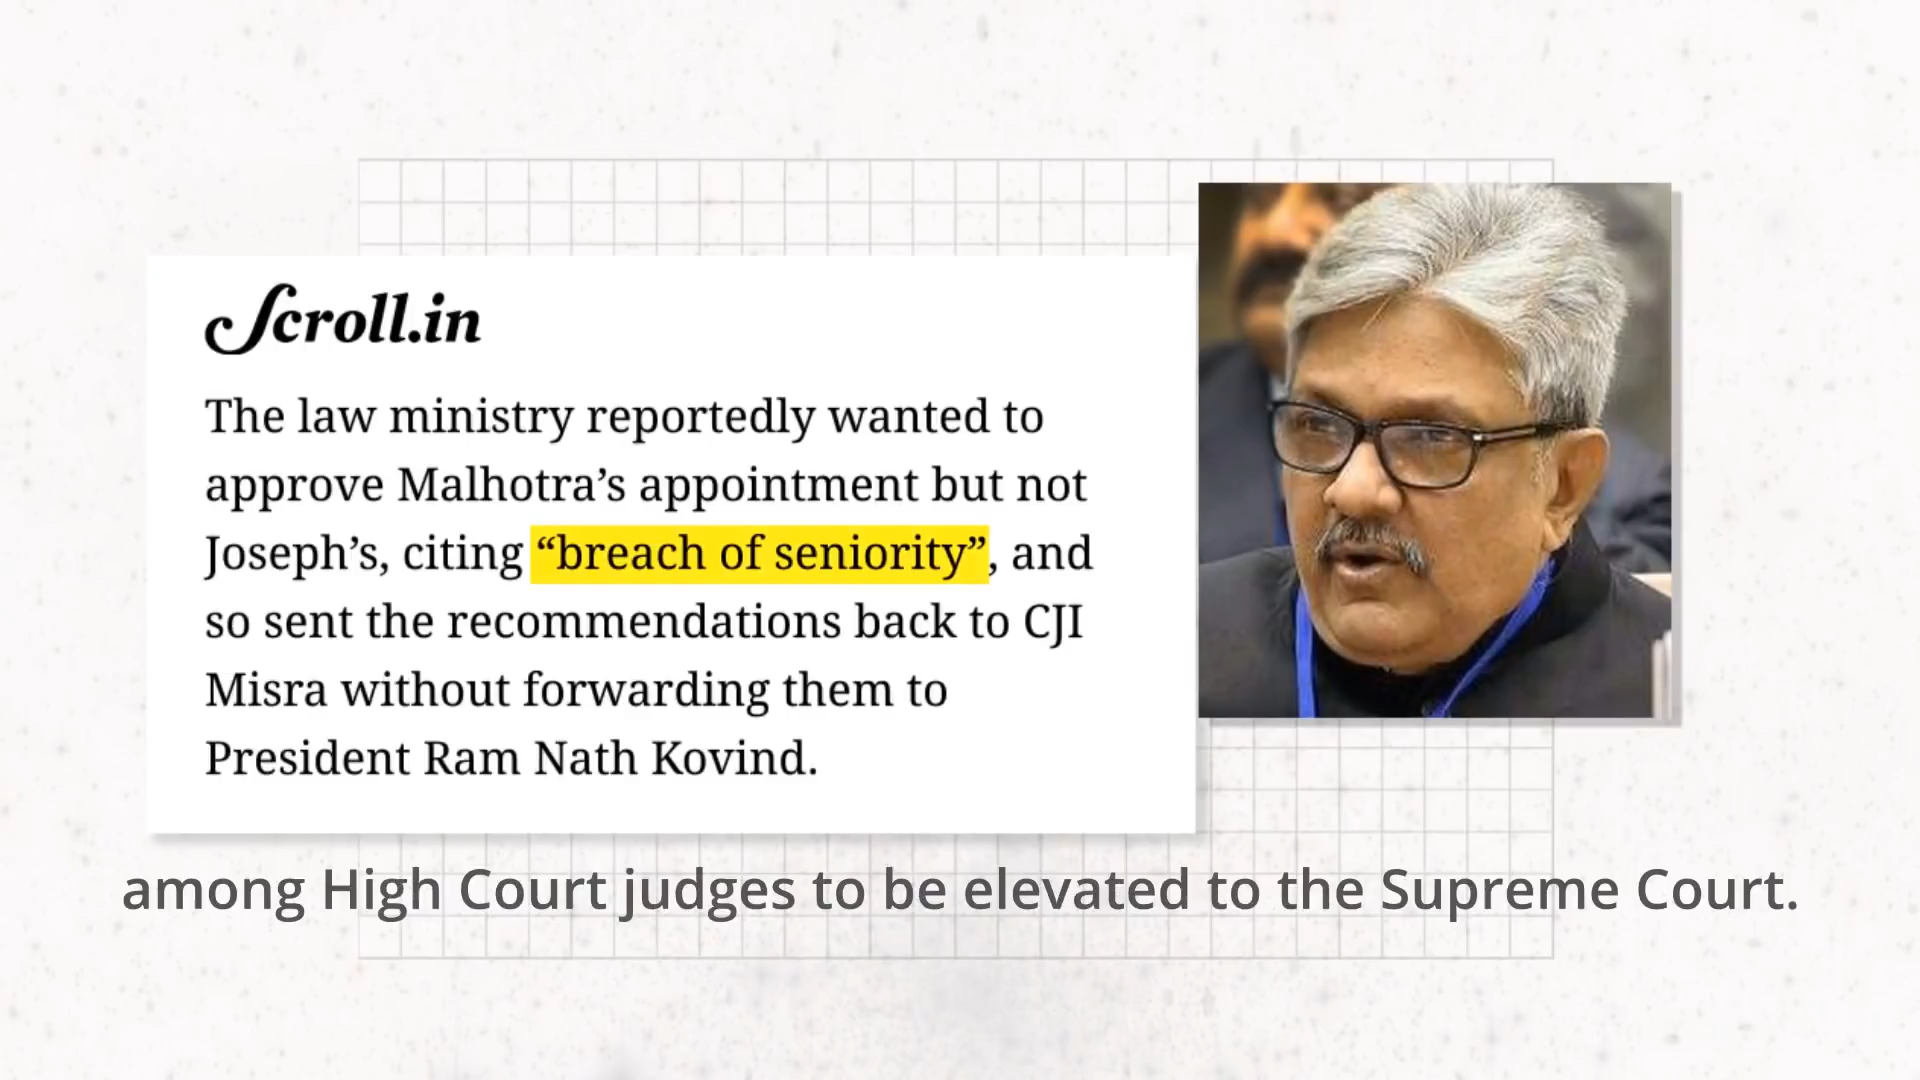 Scroll.in
The law ministry reportedly wanted to
approve Malhotra’s appointment but not
Joseph’s, citing “breach of seniority”, and
so sent the recommendations back to CJI
Misra without forwarding them to
President Ram Nath Kovind.
among High Court judges to be elevated to the Supreme Court.